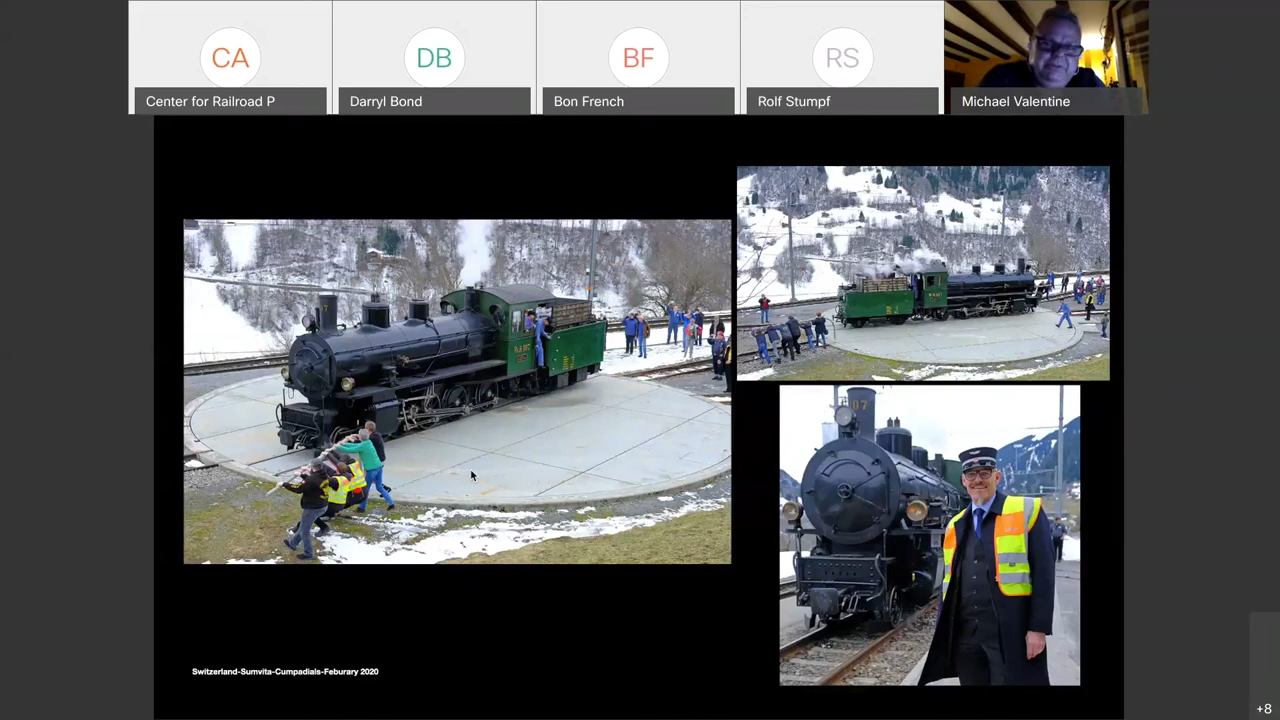 CA
DB
BF
RS
Center for Railroad P
Darryl Bond
Bon French
Rolf Stumpf
Michael Valentine
07
Switzerland-Sumvita-Cumpadials-Feburary 2020
+8